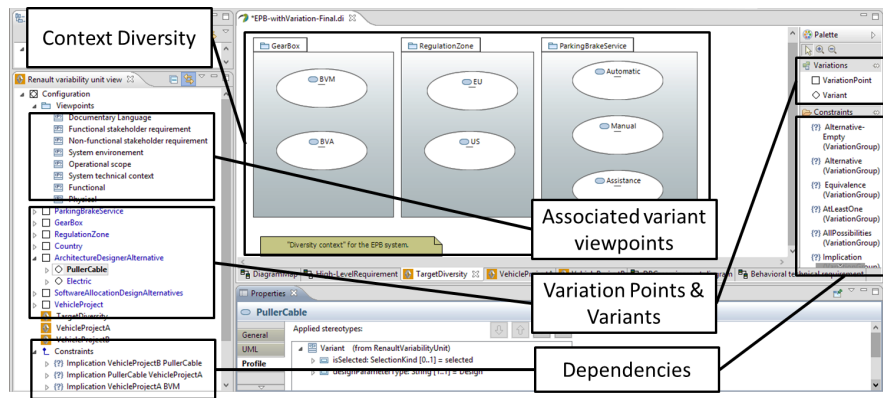 *EPB-withVariation-Final.di
Context Diversity
Palette
GearBox
RegulationZone
ParkingBrakeService
Variations
VariationPoint
Variant
Constraints
BVM
EU
Automatic
BVA
US
Manual
Assistance
Renault variability unit view
Configuration
Viewpoints
Documentary Language
Functional stakeholder requirement
Non-functional stakeholder requirement
System environement
Operational scope
System technical context
Functional
Physical
ParkingBrakeService
GearBox
RegulationZone
Country
ArchitectureDesignerAlternative
PullerCable
Electric
SoftwareAllocationDesignAlternatives
VehicleProject
TargetDiversity
VehicleProjectA
VehicleProjectB
Constraints
Implication VehicleProjectB PullerCable
Implication PullerCable VehicleProjectA
Implication VehicleProjectA BVM
{?} Alternative-
Empty
(VariationGroup)
{?} Alternative
(VariationGroup)
{?} Equivalence
(VariationGroup)
{?} AtLeastOne
(VariationGroup)
{?} AllPossibilities
(VariationGroup)
{?} Implication
Associated variant
viewpoints
"Diversity context" for the EPB system.
High-LevelRequirement
TargetDiversity
Behavioral technical requirement
Variation Points &
Variants
Properties
PullerCable
General
UML
Profile
Applied stereotypes:
Variant (from RenaultVariabilityUnit)
isSelected: SelectionKind [0..1] = selected
designParameterType: String [1..1] = Design
Dependencies